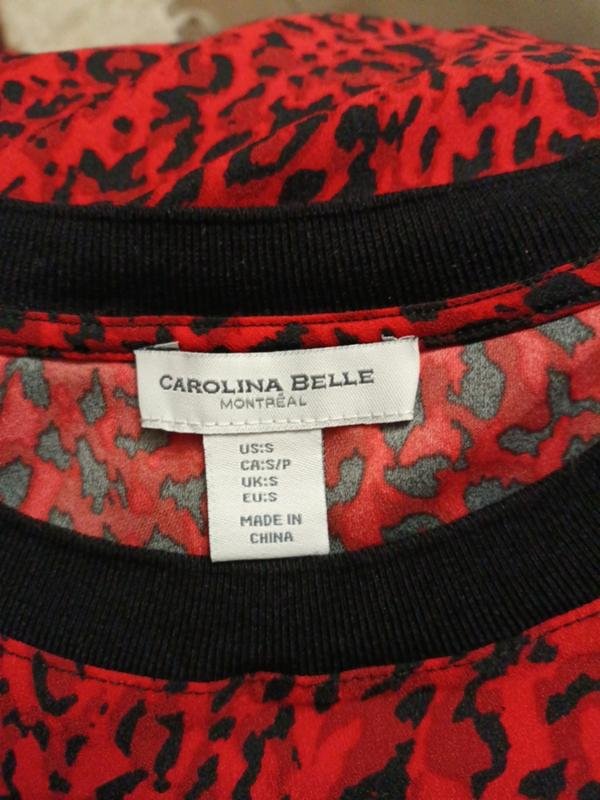 CAROLINA BELLE
MONTRÉAL
US:S
CA:S/P
UK:S
EU:S
MADE IN
CHINA